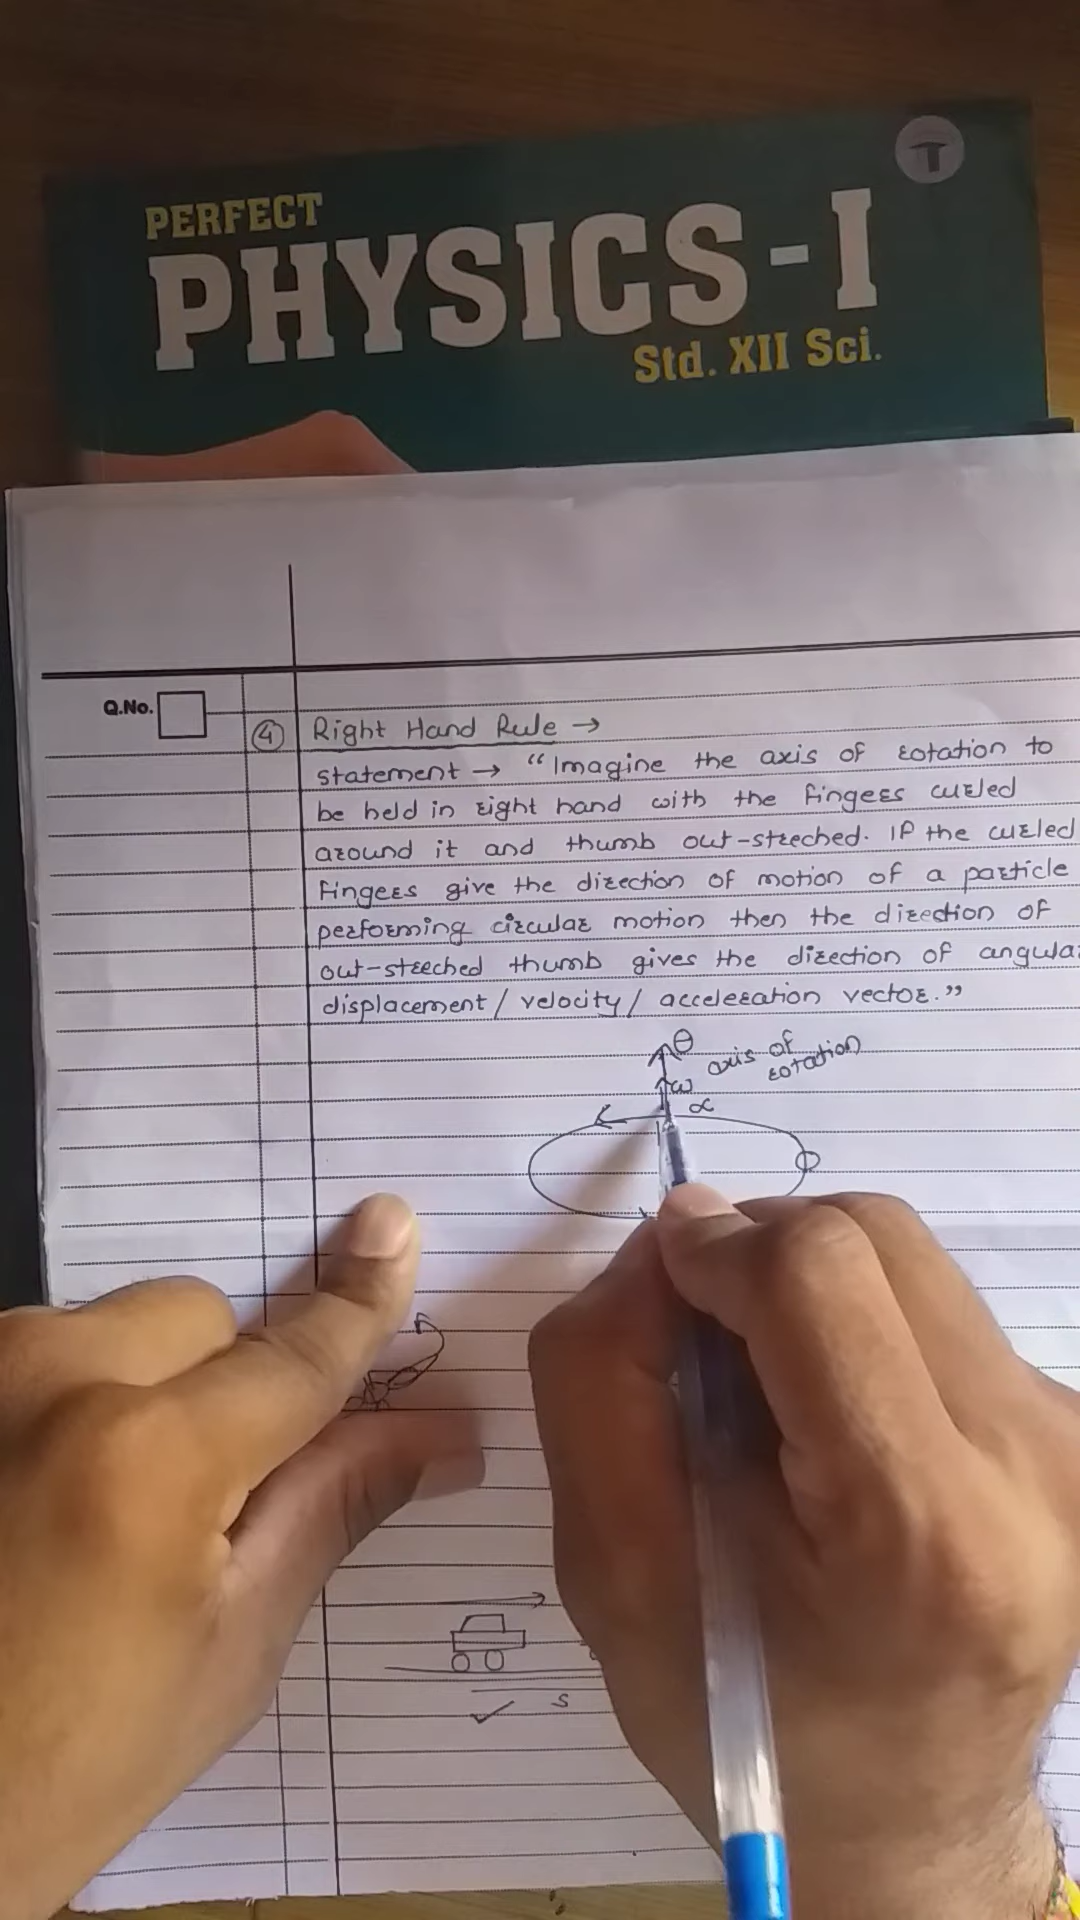 PERFECT
PHYSICS - I
Std. XII Sci.
T
Q.No.
④ Right Hand Rule →
statement → “Imagine the axis of rotation to
be held in right hand with the fingers curled
around it and thumb out-streched. If the curled
fingers give the direction of motion of a particle
performing circular motion then the direction of
out-streched thumb gives the direction of angular
displacement / velocity / acceleration vector.”
θ
axis of
rotation
ω
α
s